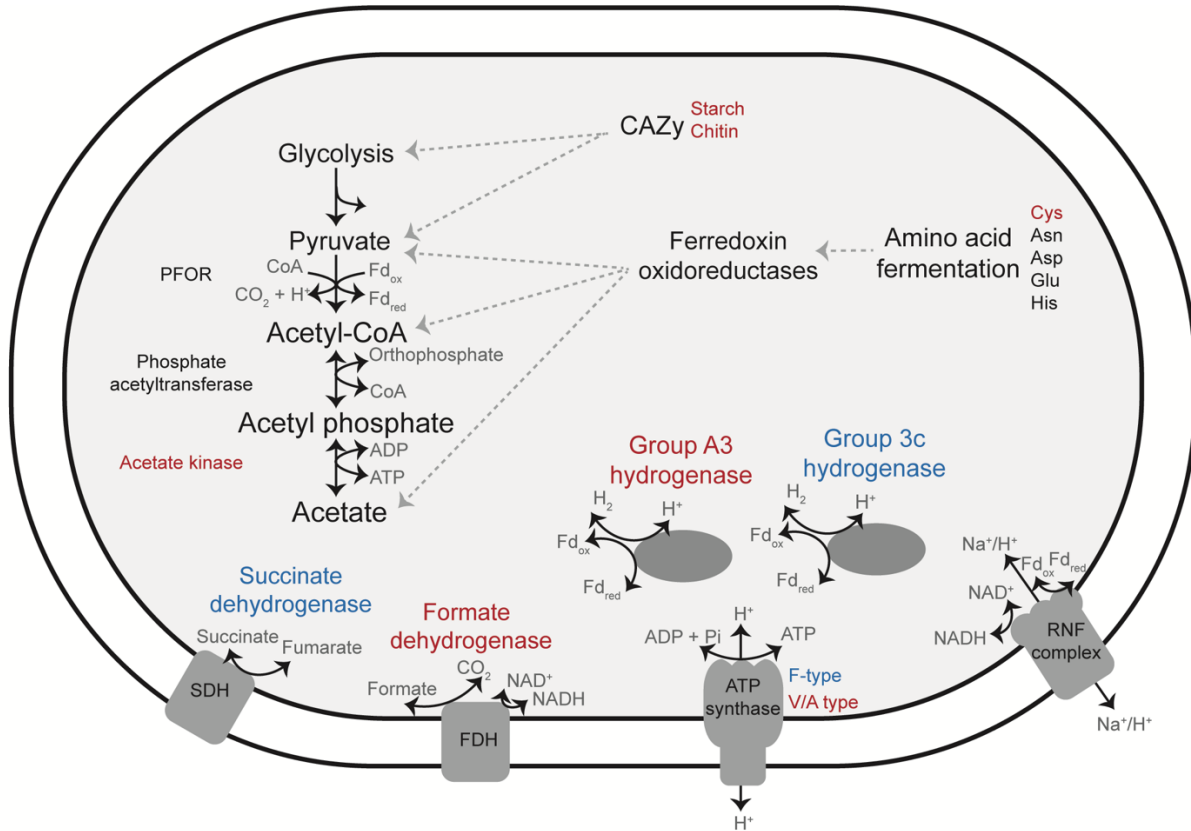 CAZy
Starch
Chitin
Glycolysis
Pyruvate
PFOR
CoA
Fdox
CO2 + H+
Fdred
Acetyl-CoA
Phosphate
acetyltransferase
Orthophosphate
CoA
Acetyl phosphate
Acetate kinase
ADP
ATP
Acetate
Ferredoxin
oxidoreductases
Amino acid
fermentation
Cys
Asn
Asp
Glu
His
Group A3
hydrogenase
H2
H+
Fdox
Fdred
Group 3c
hydrogenase
H2
H+
Fdox
Fdred
Succinate
dehydrogenase
Succinate
Fumarate
SDH
Formate
dehydrogenase
Formate
CO2
NAD+
NADH
FDH
H+
ADP + Pi
ATP
ATP
synthase
F-type
V/A type
H+
Na+/H+
Fdox
Fdred
NAD+
NADH
RNF
complex
Na+/H+